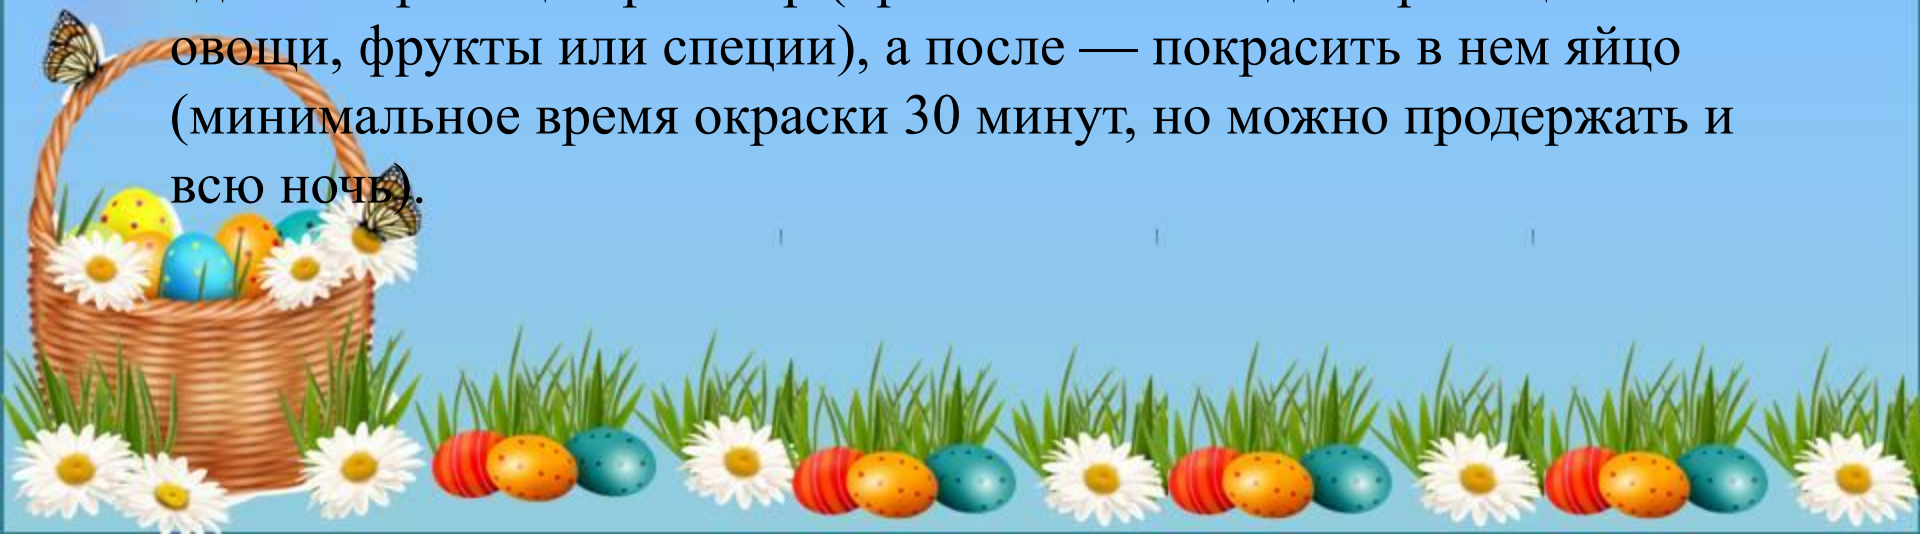 овощи, фрукты или специи), а после — покрасить в нем яйцо
(минимальное время окраски 30 минут, но можно продержать и
всю ночь).